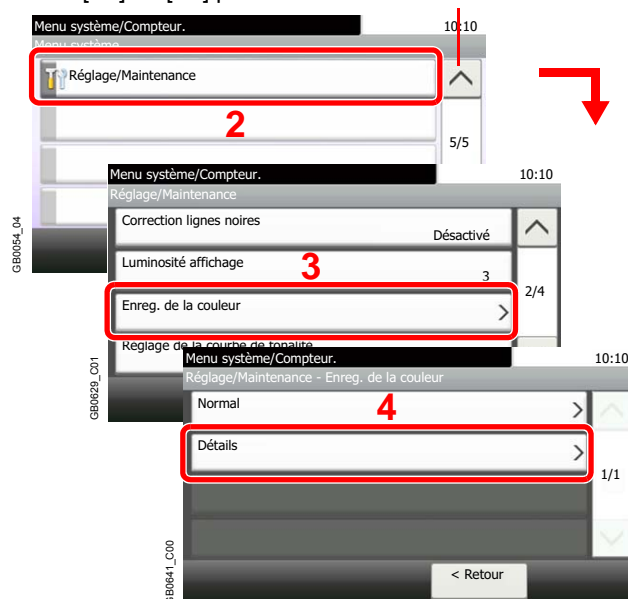 Menu système/Compteur.
10:10
Menu système
Réglage/Maintenance
2
5/5
GB0054_04
Menu système/Compteur.
10:10
Réglage/Maintenance
Correction lignes noires
Désactivé
Luminosité affichage
3
3
Enreg. de la couleur
>
2/4
Réglage de la courbe de tonalité
GB0629_C01
Menu système/Compteur.
10:10
Réglage/Maintenance - Enreg. de la couleur
Normal
4
>
Détails
>
1/1
GB0641_C00
< Retour